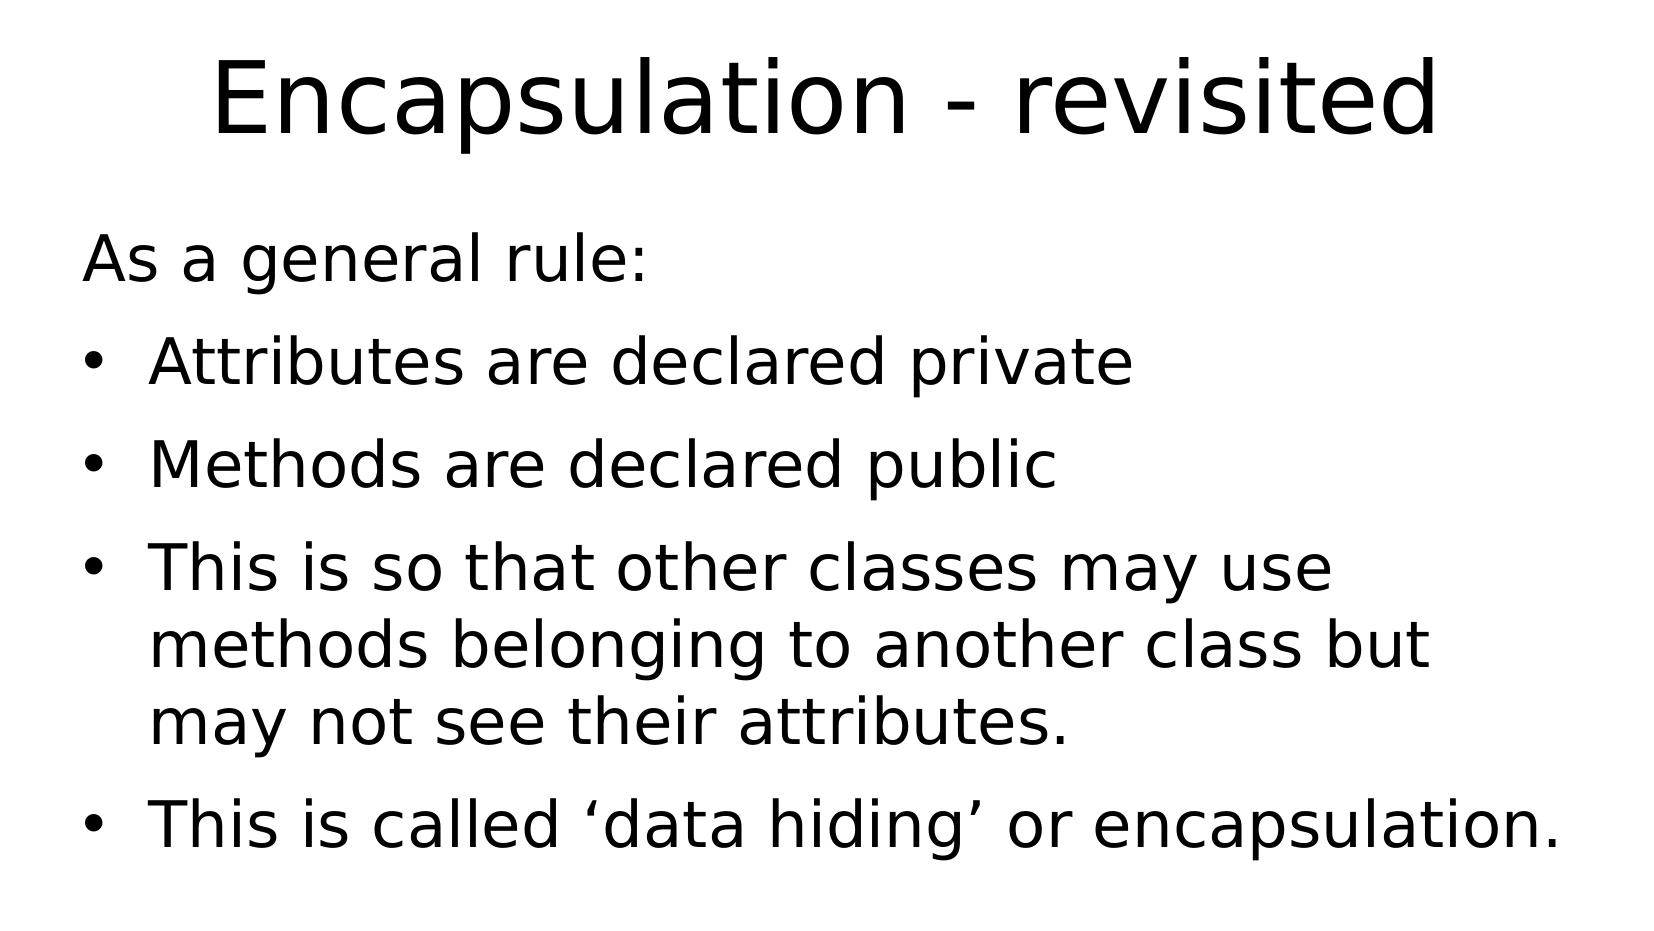 Encapsulation - revisited
As a general rule:
• Attributes are declared private
• Methods are declared public
• This is so that other classes may use
methods belonging to another class but
may not see their attributes.
• This is called ‘data hiding’ or encapsulation.